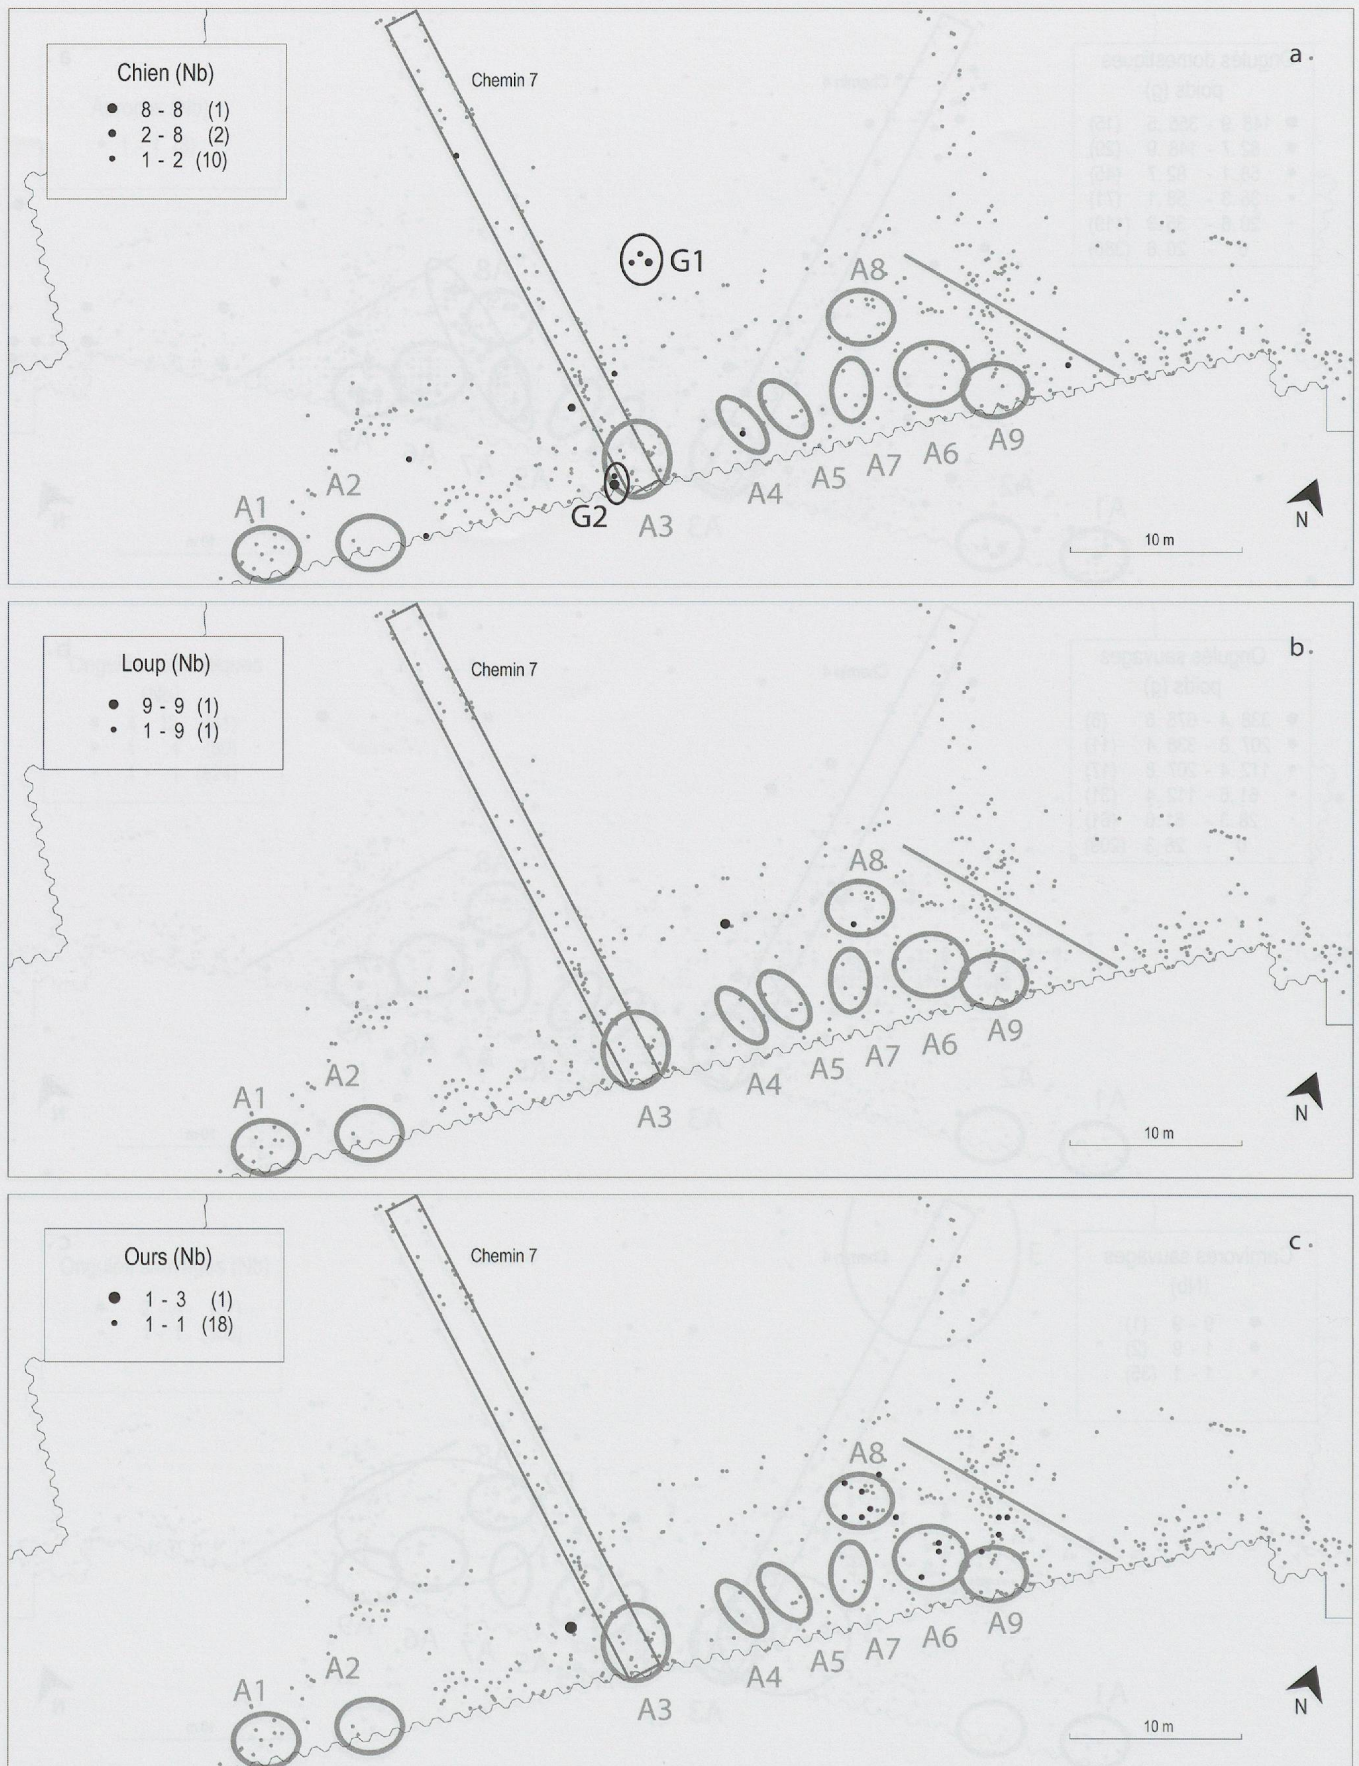 a.
Chien (Nb)
8 - 8 (1)
2 - 8 (2)
1 - 2 (10)
Chemin 7
G1
A8
A9
A6
A7
A5
A4
A3
G2
A2
A1
N
10 m
b.
Loup (Nb)
9 - 9 (1)
1 - 9 (1)
Chemin 7
A8
A9
A6
A7
A5
A4
A3
A2
A1
N
10 m
c.
Ours (Nb)
1 - 3 (1)
1 - 1 (18)
Chemin 7
A8
A9
A6
A7
A5
A4
A3
A2
A1
N
10 m